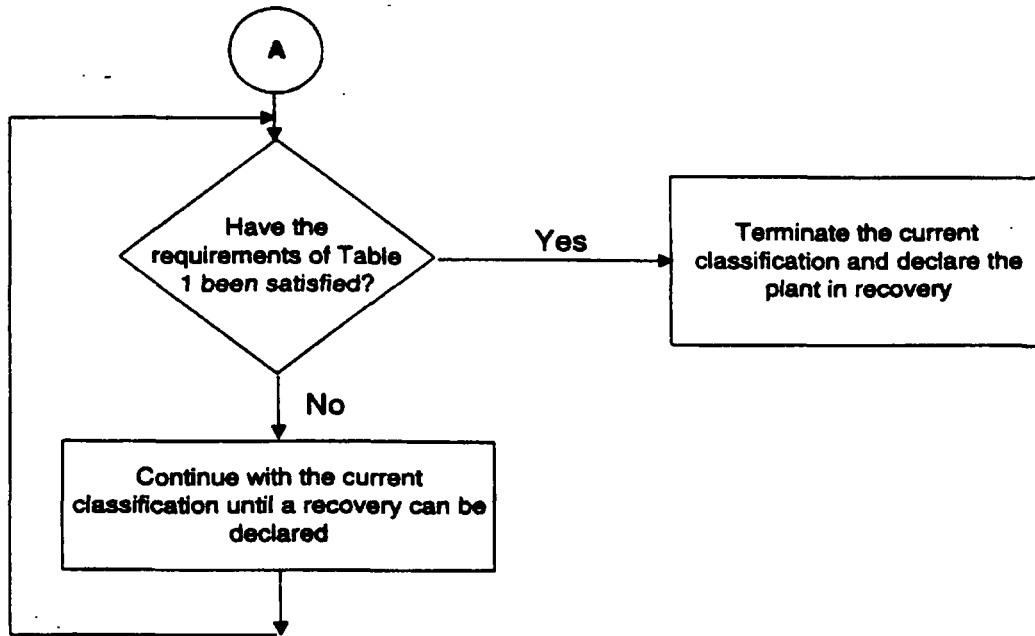 A
Have the
requirements of Table
1 been satisfied?
Yes
Terminate the current
classification and declare the
plant in recovery
No
Continue with the current
classification until a recovery can be
declared